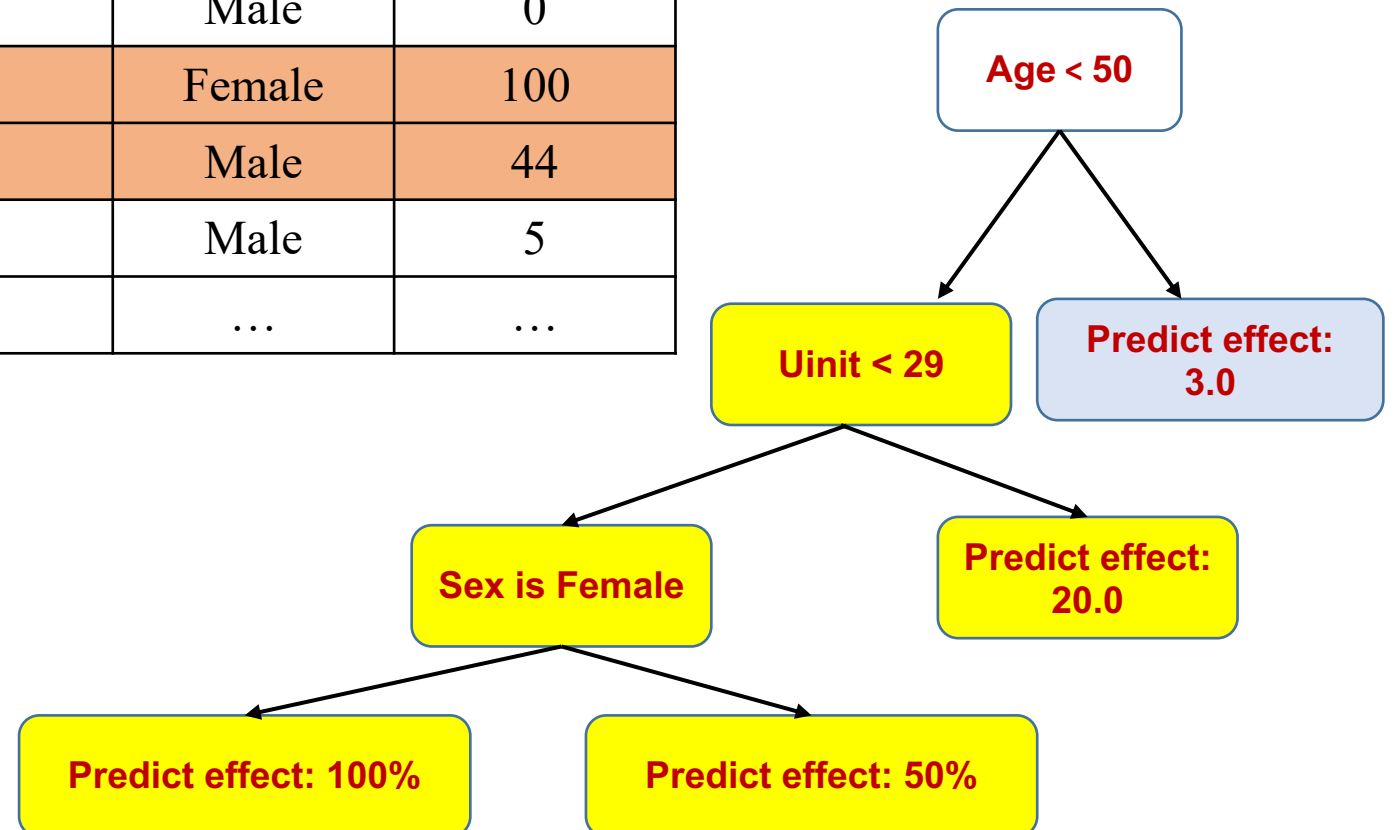 Male 0
Female 100
Male 44
Male 5
… …
Age < 50
Uinit < 29
Predict effect:
3.0
Sex is Female
Predict effect:
20.0
Predict effect: 100%
Predict effect: 50%